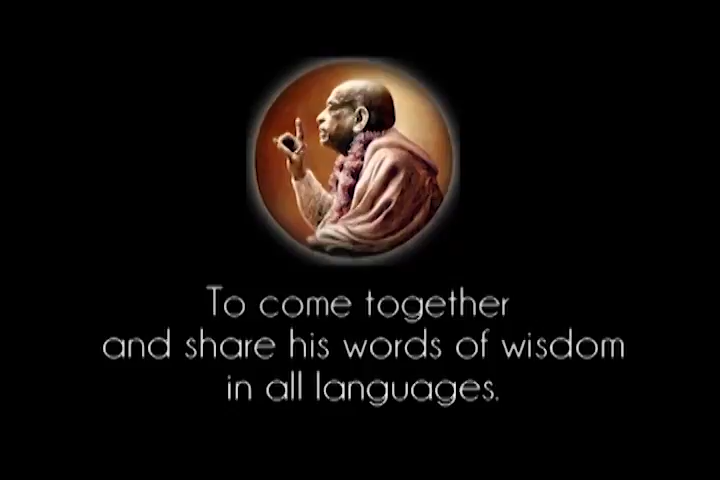 To come together
and share his words of wisdom
in all languages.